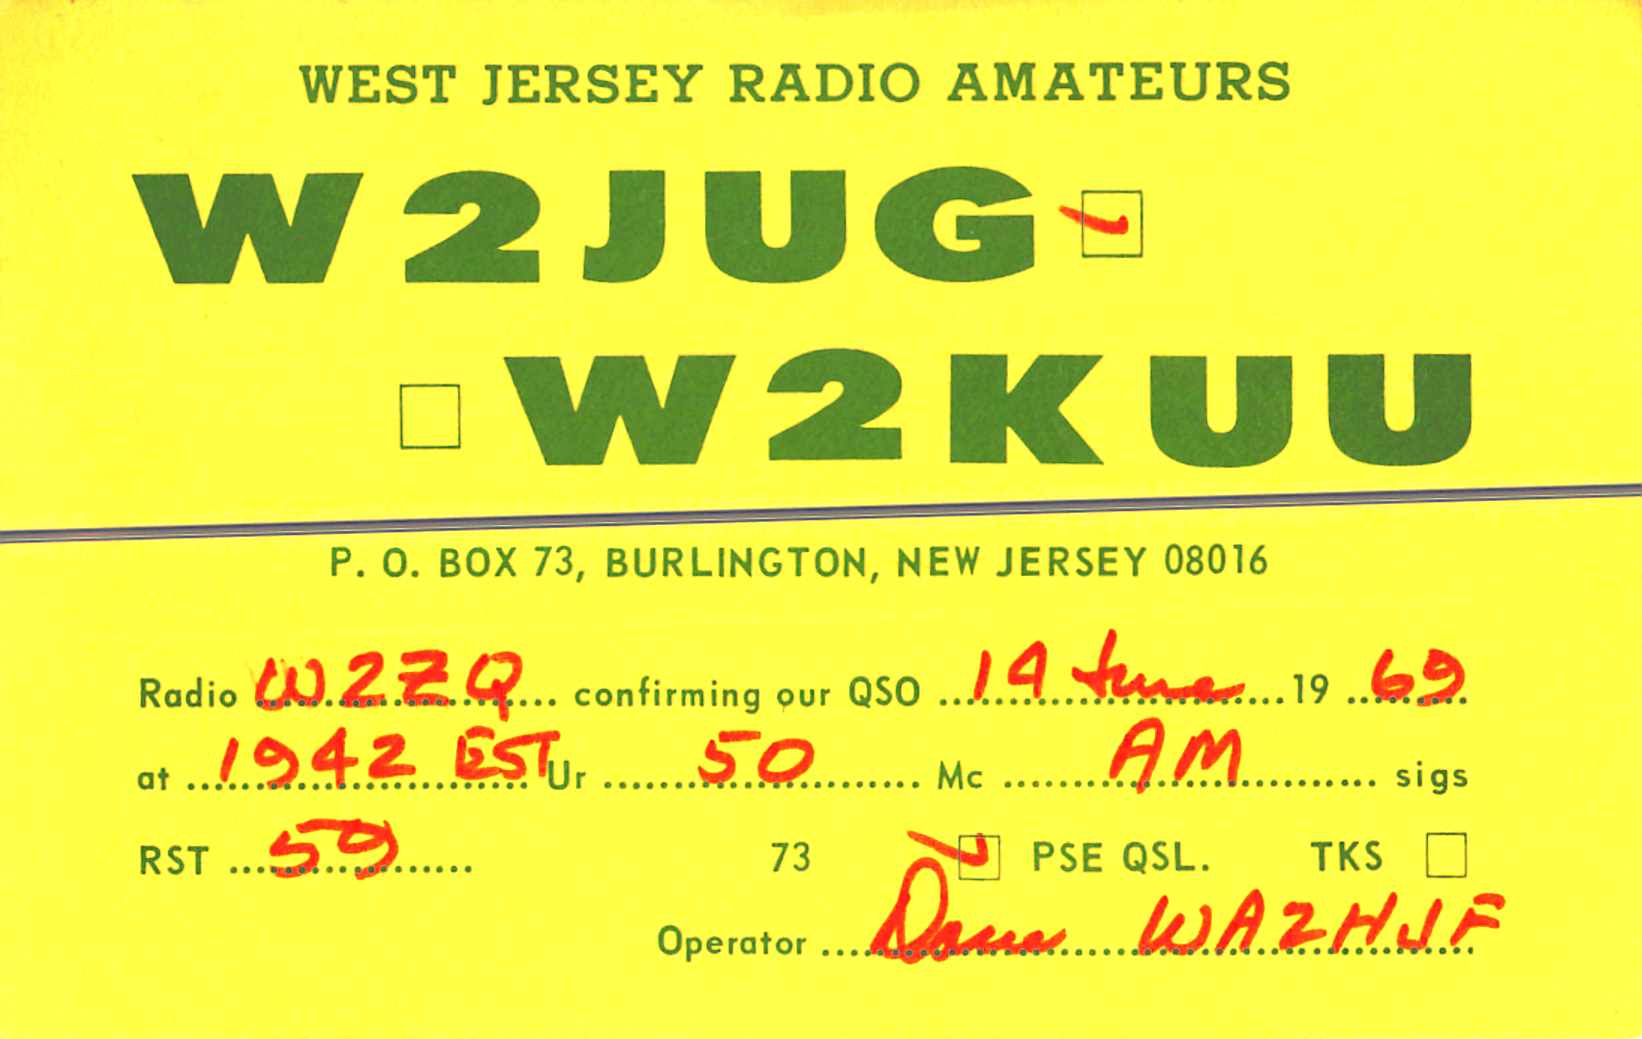 WEST JERSEY RADIO AMATEURS
W2JUG
W2KUU
P. O. BOX 73, BURLINGTON, NEW JERSEY 08016
Radio W2ZQ confirming our QSO 14 June 19 69
at 1942 EST Ur 50 Mc AM sigs
RST 59 73 PSE QSL. TKS
Operator WA2HJF